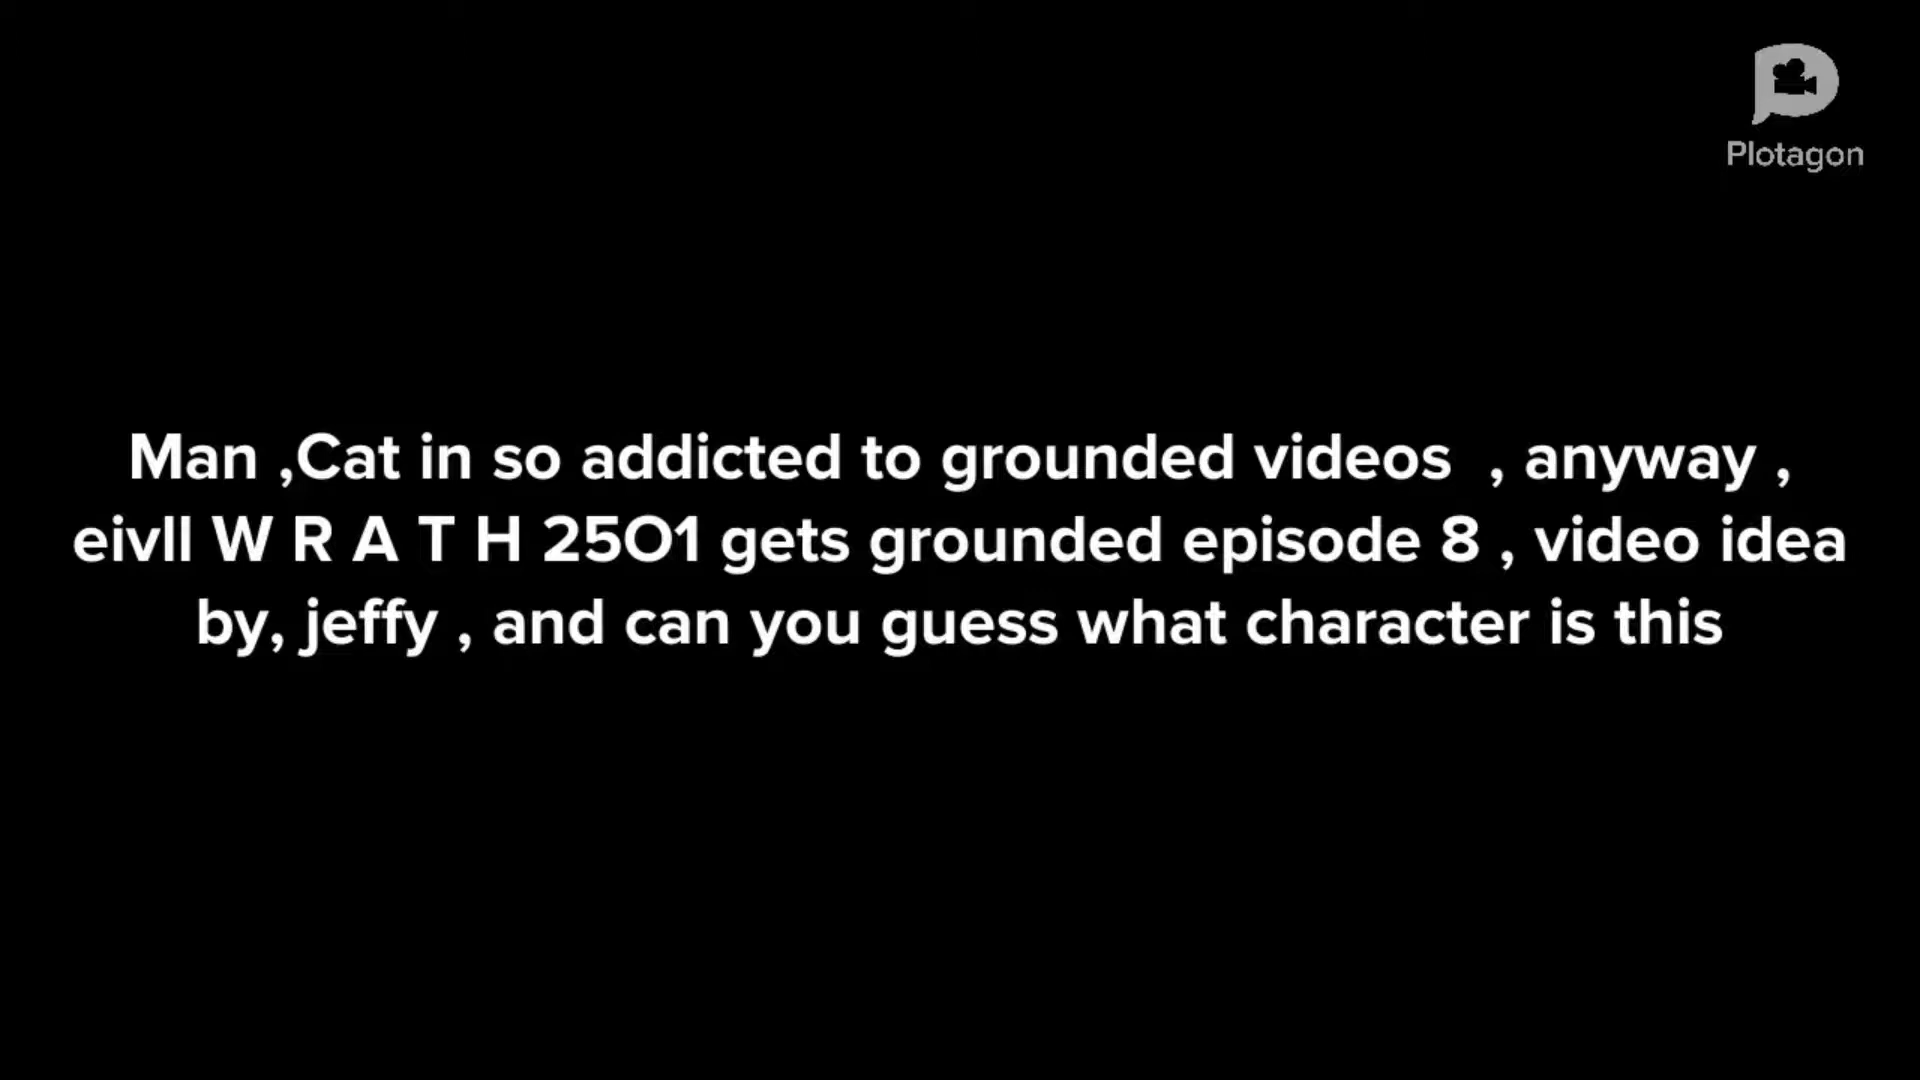 Plotagon
Man ,Cat in so addicted to grounded videos , anyway ,
eivll W R A T H 2501 gets grounded episode 8 , video idea
by, jeffy , and can you guess what character is this